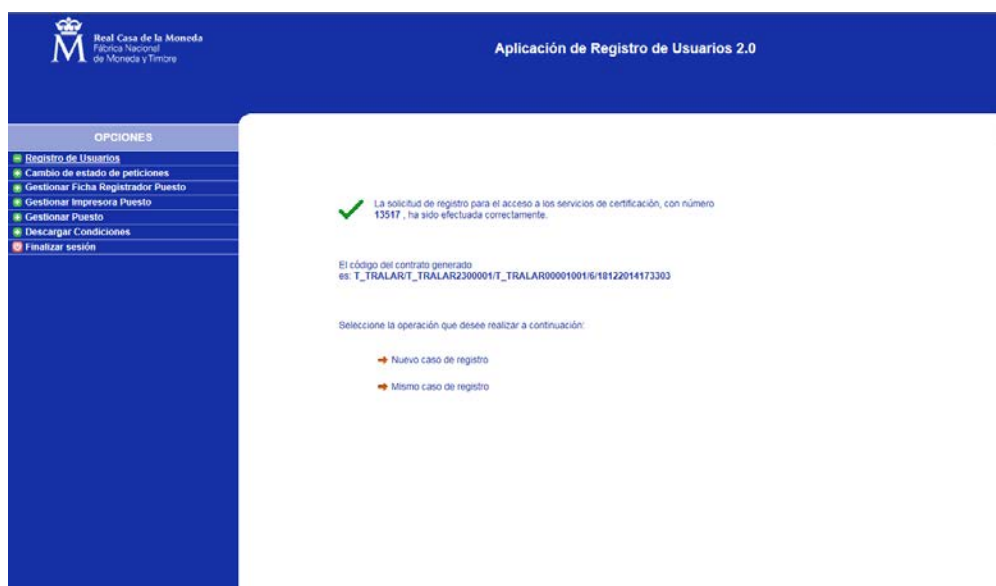 Real Casa de la Moneda
Fábrica Nacional
de Moneda y Timbre
Aplicación de Registro de Usuarios 2.0
OPCIONES
Registro de Usuarios
Cambio de estado de peticiones
Gestionar Ficha Registrador Puesto
Gestionar Impresora Puesto
Gestionar Puesto
Descargar Condiciones
Finalizar sesión
La solicitud de registro para el acceso a los servicios de certificación, con número
13517 , ha sido efectuada correctamente.
El código del contrato generado
es: T_TRALAR/T_TRALAR2300001/T_TRALAR00001001/6/18122014173303
Seleccione la operación que desee realizar a continuación:
Nuevo caso de registro
Mismo caso de registro